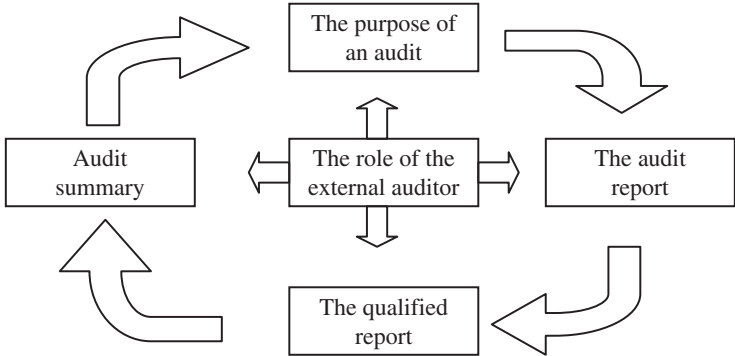 The purpose of
an audit
Audit
summary
The role of the
external auditor
The audit
report
The qualified
report